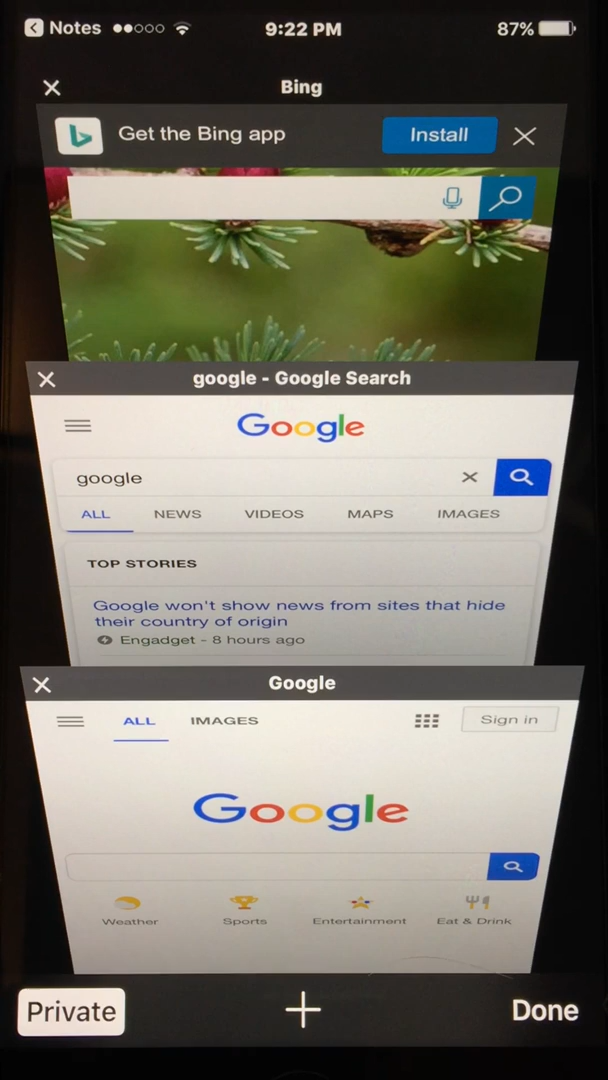 Notes 9:22 PM 87%
Bing
Get the Bing app Install
google - Google Search
Google
google
ALL NEWS VIDEOS MAPS IMAGES
TOP STORIES
Google won't show news from sites that hide
their country of origin
Engadget - 8 hours ago
Google
ALL IMAGES Sign in
Google
Weather Sports Entertainment Eat & Drink
Private Done